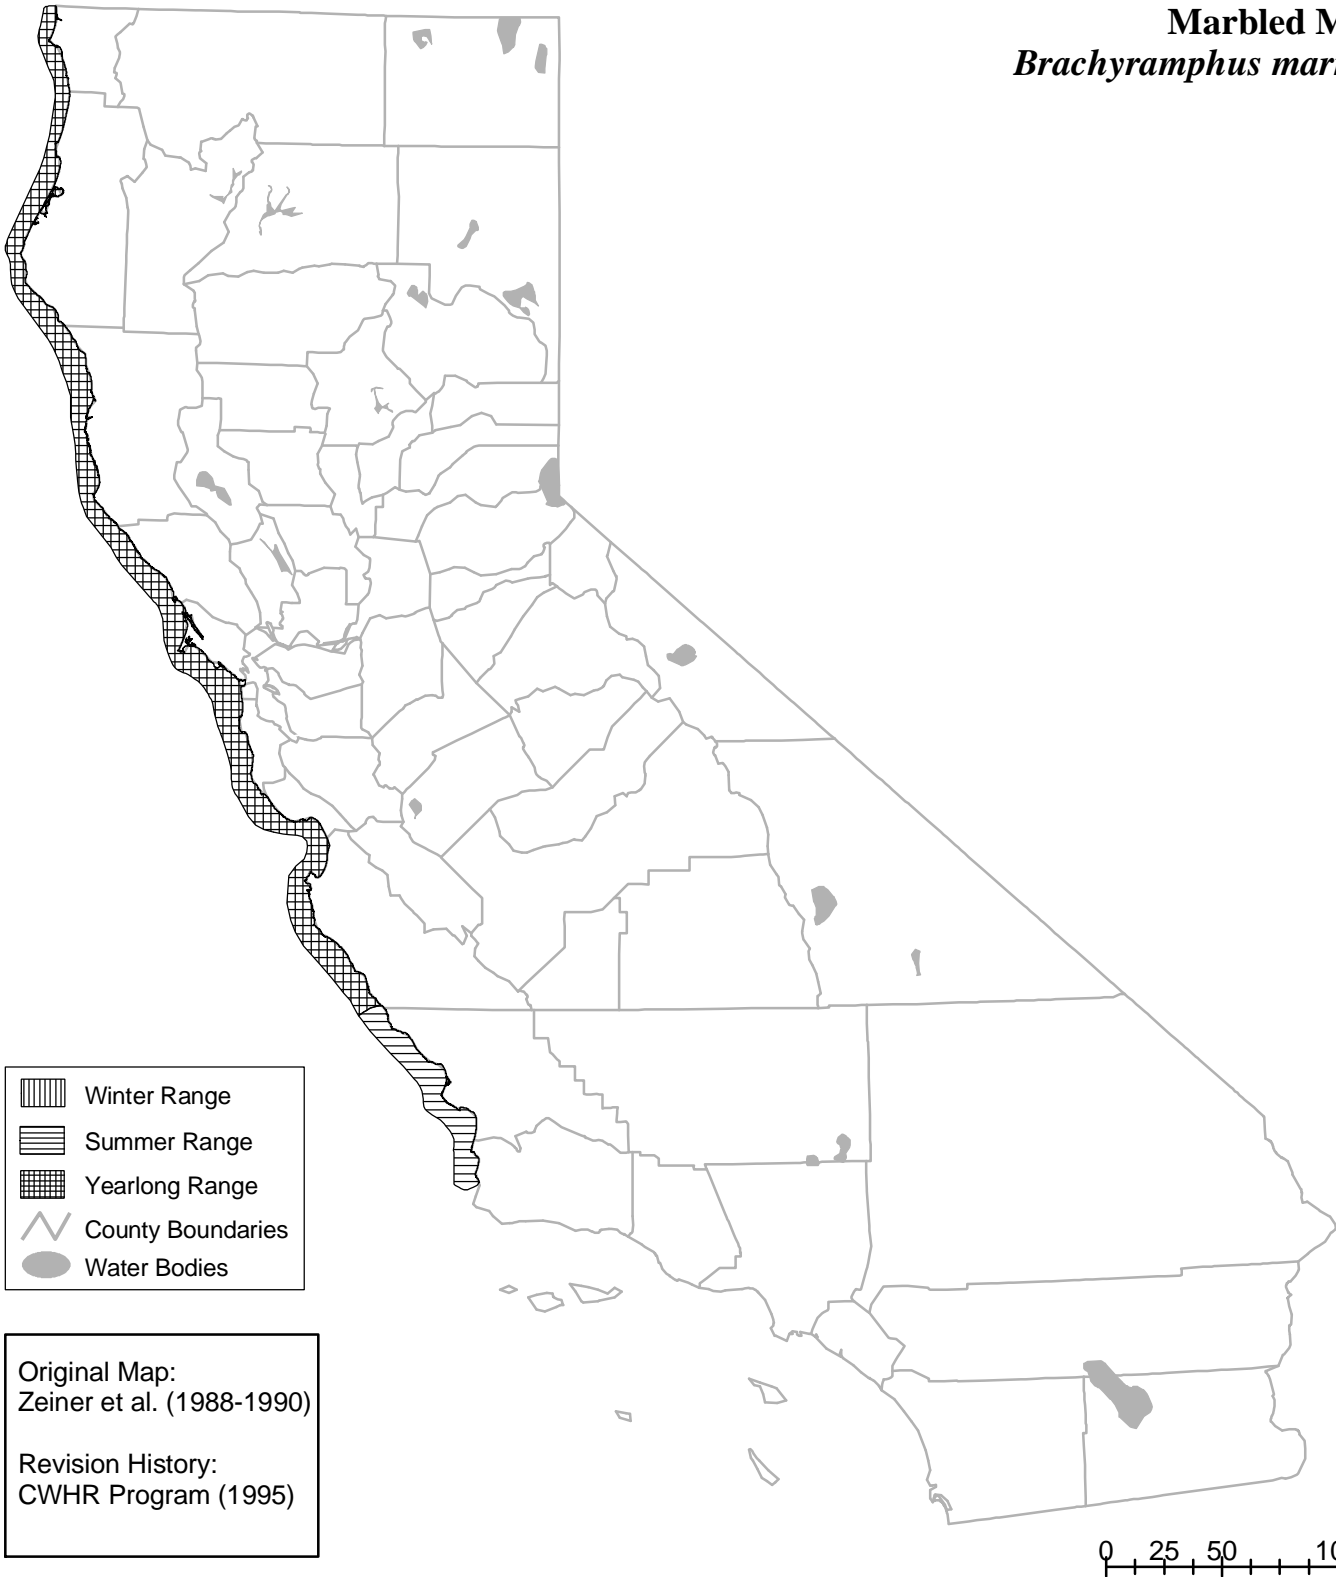 Marbled M
Brachyramphus mar
Winter Range
Summer Range
Yearlong Range
County Boundaries
Water Bodies
Original Map:
Zeiner et al. (1988-1990)
Revision History:
CWHR Program (1995)
0 25 50 10